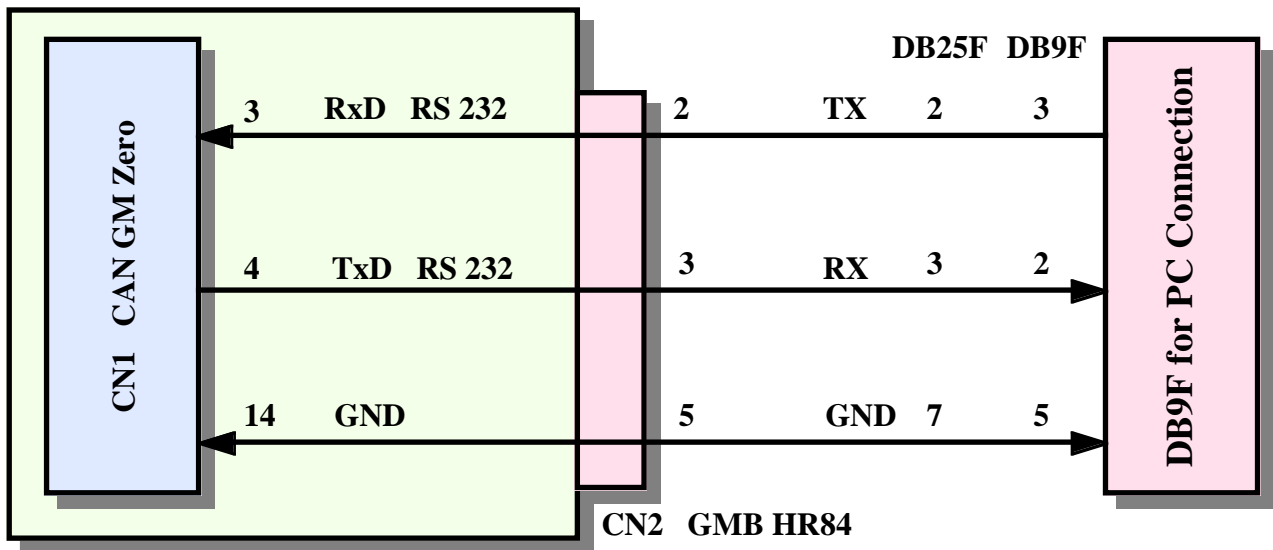 DB25F DB9F
3 RxD RS 232 2 TX 2 3
4 TxD RS 232 3 RX 3 2
14 GND 5 GND 7 5
CN1 CAN GM Zero
DB9F for PC Connection
CN2 GMB HR84